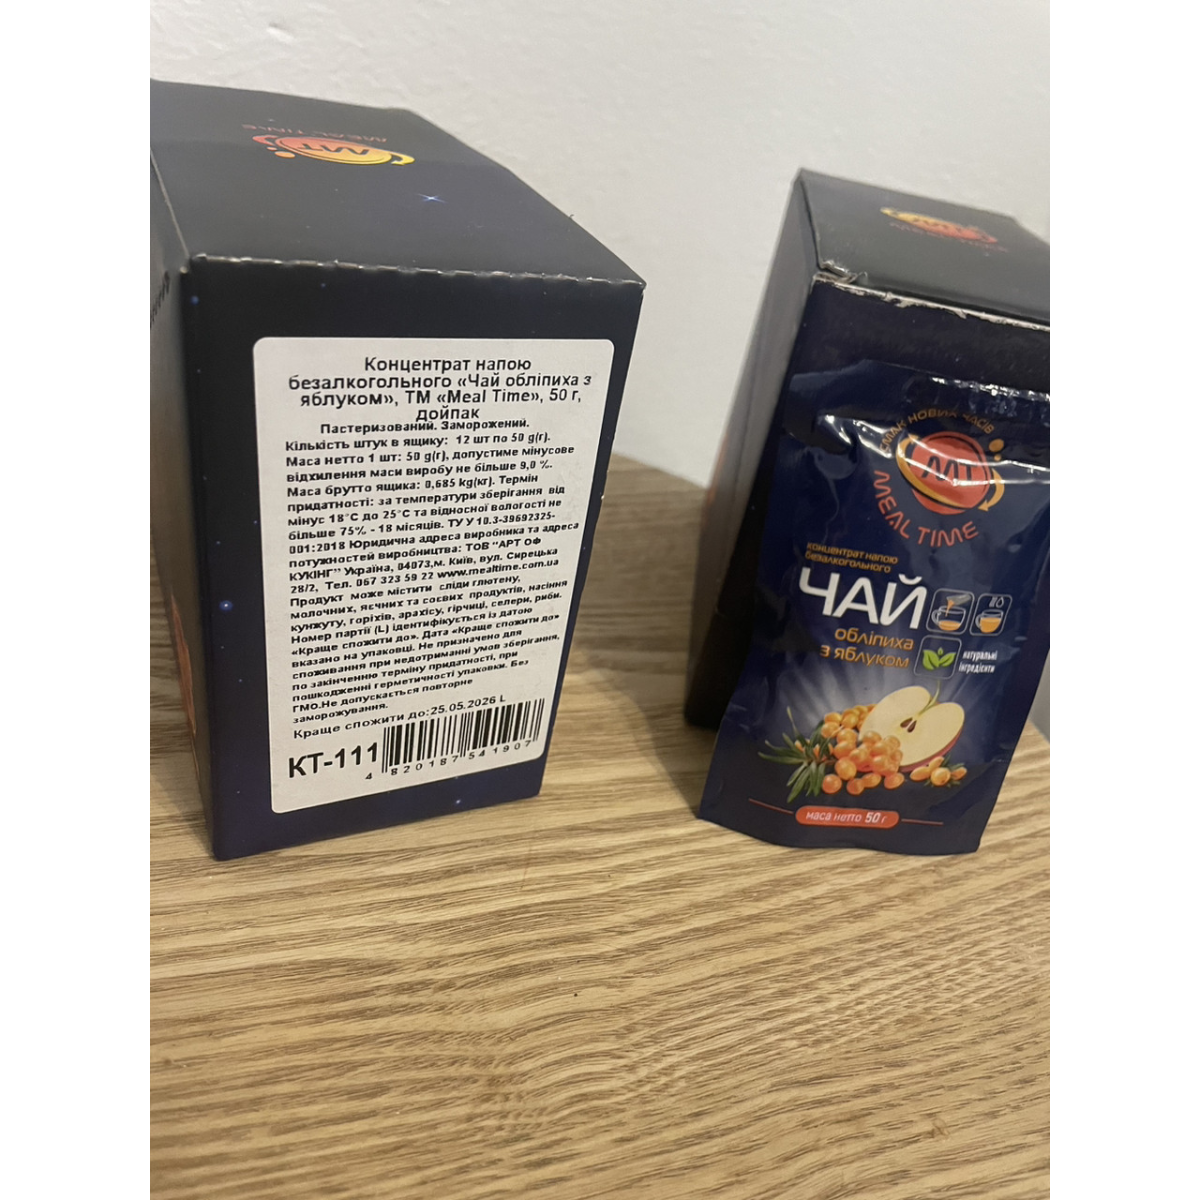 MEAL TIME
MT
Концентрат напою
безалкогольного «Чай обліпиха з
яблуком», ТМ «Meal Time», 50 г,
дойпак
Пастеризований. Заморожений.
Кількість штук в ящику: 12 шт по 50 g(г).
Маса нетто 1 шт: 50 g(г), допустиме мінусове
відхилення маси виробу не більше 9,0 %.
Маса брутто ящика: 0,685 kg(кг). Термін
придатності: за температури зберігання від
мінус 18°C до 25°C та відносної вологості не
більше 75% - 18 місяців. ТУ У 10.3-39692325-
001:2018 Юридична адреса виробника та адреса
потужностей виробництва: ТОВ "АРТ ОФ
КУКІНГ" Україна, 04073,м. Київ, вул. Сирецька
28/2, Тел. 067 323 59 22 www.mealtime.com.ua
Продукт може містити сліди глютену,
молочних, яєчних та соєвих продуктів, насіння
кунжуту, горіхів, арахісу, гірчиці, селери, риби.
Номер партії (L) ідентифікується із датою
«Краще спожити до». Дата «Краще спожити до»
вказано на упаковці. Не призначено для
споживання при недотриманні умов зберігання,
по закінченню терміну придатності, при
пошкодженні герметичності упаковки. Без
ГМО.Не допускається повторне
заморожування.
Краще спожити до:25.05.2026 L
КТ-111
4 820187 541907
СМАК НОВИХ ЧАСІВ
MT
MEAL TIME
концентрат напою
безалкогольного
ЧАЙ
обліпиха
з яблуком
натуральні
інгредієнти
маса нетто 50 г